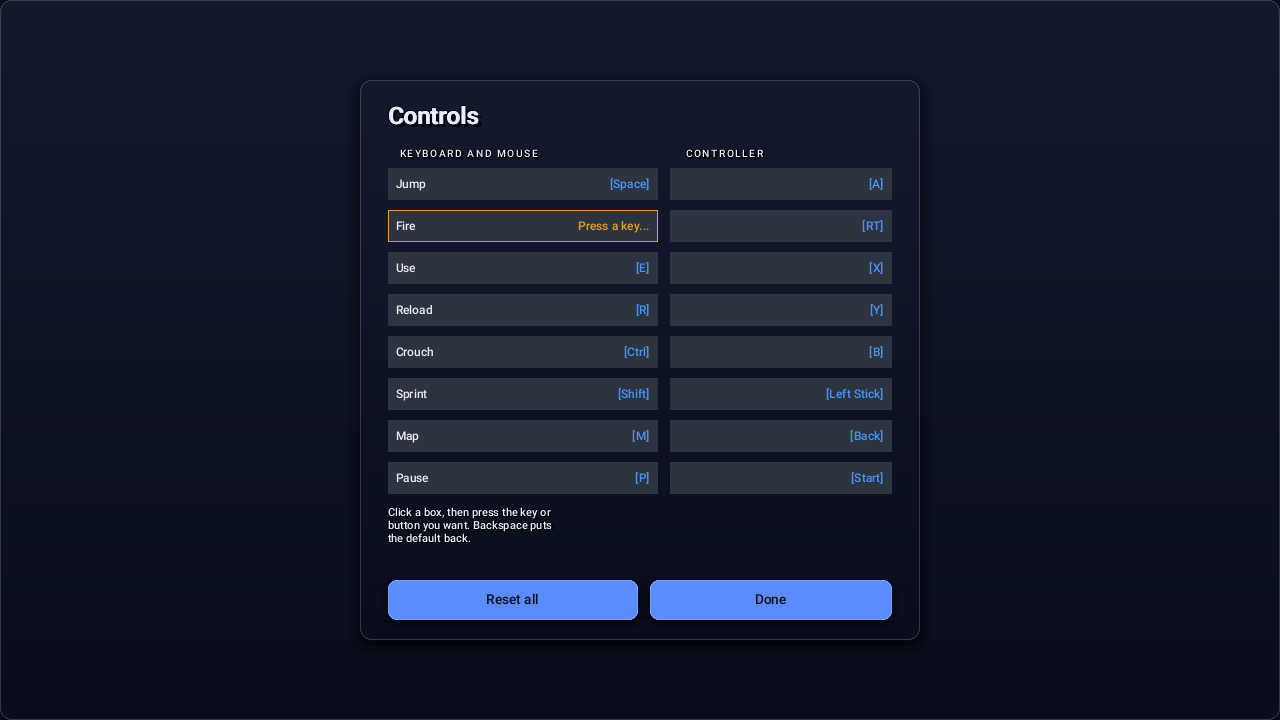 Controls
KEYBOARD AND MOUSE CONTROLLER
Jump [Space] [A]
Fire Press a key... [RT]
Use [E] [X]
Reload [R] [Y]
Crouch [Ctrl] [B]
Sprint [Shift] [Left Stick]
Map [M] [Back]
Pause [P] [Start]
Click a box, then press the key or
button you want. Backspace puts
the default back.
Reset all Done